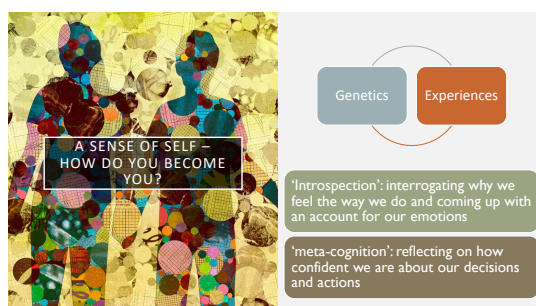 A SENSE OF SELF –
HOW DO YOU BECOME
YOU?
Genetics
Experiences
‘Introspection’: interrogating why we
feel the way we do and coming up with
an account for our emotions
‘meta-cognition’: reflecting on how
confident we are about our decisions
and actions